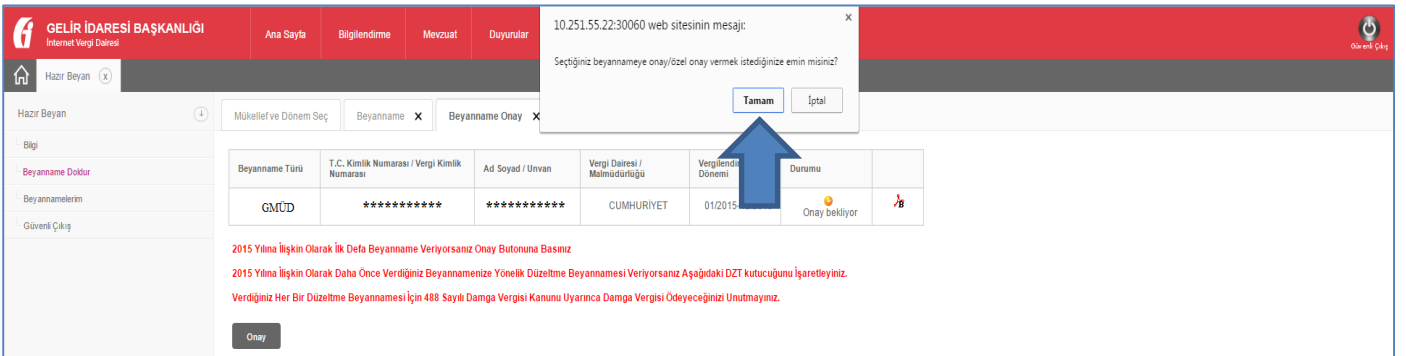 GELİR İDARESİ BAŞKANLIĞI
İnternet Vergi Dairesi
Ana Sayfa
Bilgilendirme
Mevzuat
Duyurular
10.251.55.22:30060 web sitesinin mesajı:
x
Seçtiğiniz beyannameye onay/özel onay vermek istediğinize emin misiniz?
Tamam
İptal
Güvenli Çıkış
Hazır Beyan x
Hazır Beyan
Bilgi
Beyanname Doldur
Beyannamelerim
Güvenli Çıkış
Mükellef ve Dönem Seç
Beyanname X
Beyanname Onay X
Beyanname Türü
T.C. Kimlik Numarası / Vergi Kimlik
Numarası
Ad Soyad / Unvan
Vergi Dairesi /
Malmüdürlüğü
Dönemi
Durumu
GMÜD
***********
***********
CUMHURİYET
01/2015-
Onay bekliyor
B
2015 Yılına İlişkin Olarak İlk Defa Beyanname Veriyorsanız Onay Butonuna Basınız
2015 Yılına İlişkin Olarak Daha Önce Verdiğiniz Beyannamenize Yönelik Düzeltme Beyannamesi Veriyorsanız Aşağıdaki DZT kutucuğunu İşaretleyiniz.
Verdiğiniz Her Bir Düzeltme Beyannamesi İçin 488 Sayılı Damga Vergisi Kanunu Uyarınca Damga Vergisi Ödeyeceğinizi Unutmayınız.
Onay